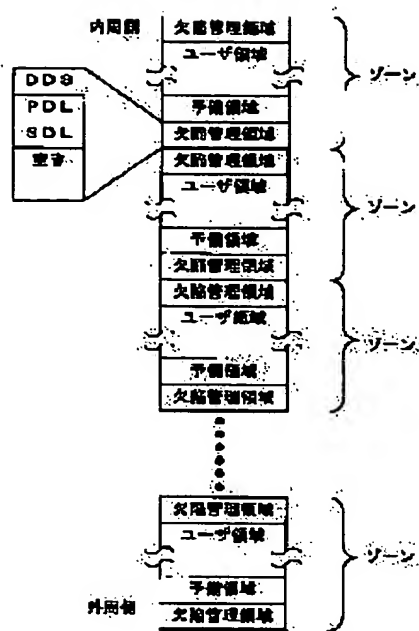 内周側
欠陥管理領域
ユーザ領域
予備領域
欠陥管理領域
ゾーン
DDS
PDL
SDL
空き
欠陥管理領域
ユーザ領域
予備領域
欠陥管理領域
ゾーン
欠陥管理領域
ユーザ領域
予備領域
欠陥管理領域
ゾーン
欠陥管理領域
ユーザ領域
予備領域
外周側
欠陥管理領域
ゾーン